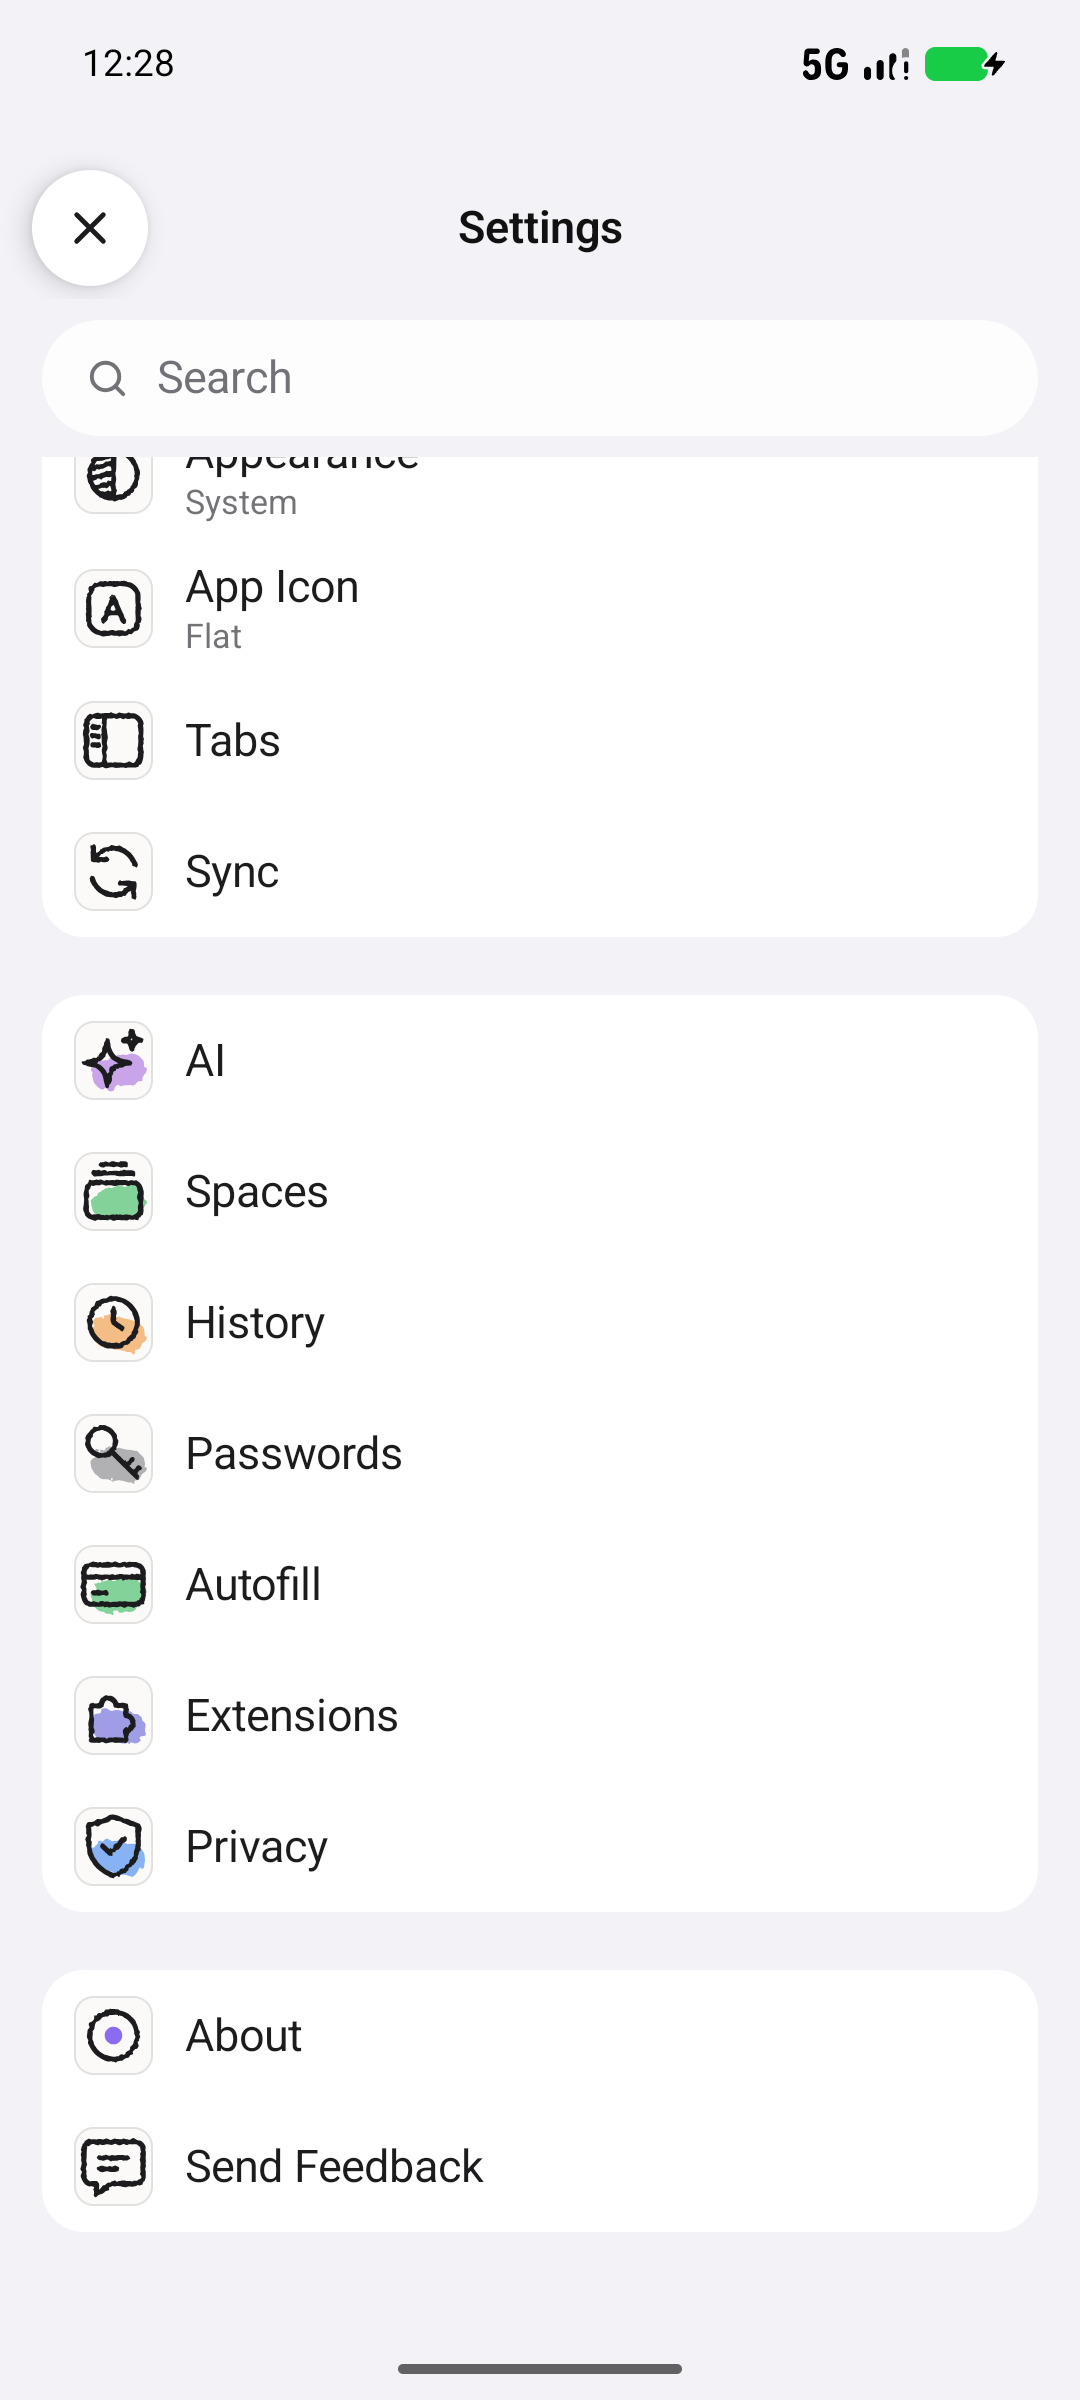 12:28
5G
Settings
Search
Appearance
System
App Icon
Flat
Tabs
Sync
AI
Spaces
History
Passwords
Autofill
Extensions
Privacy
About
Send Feedback